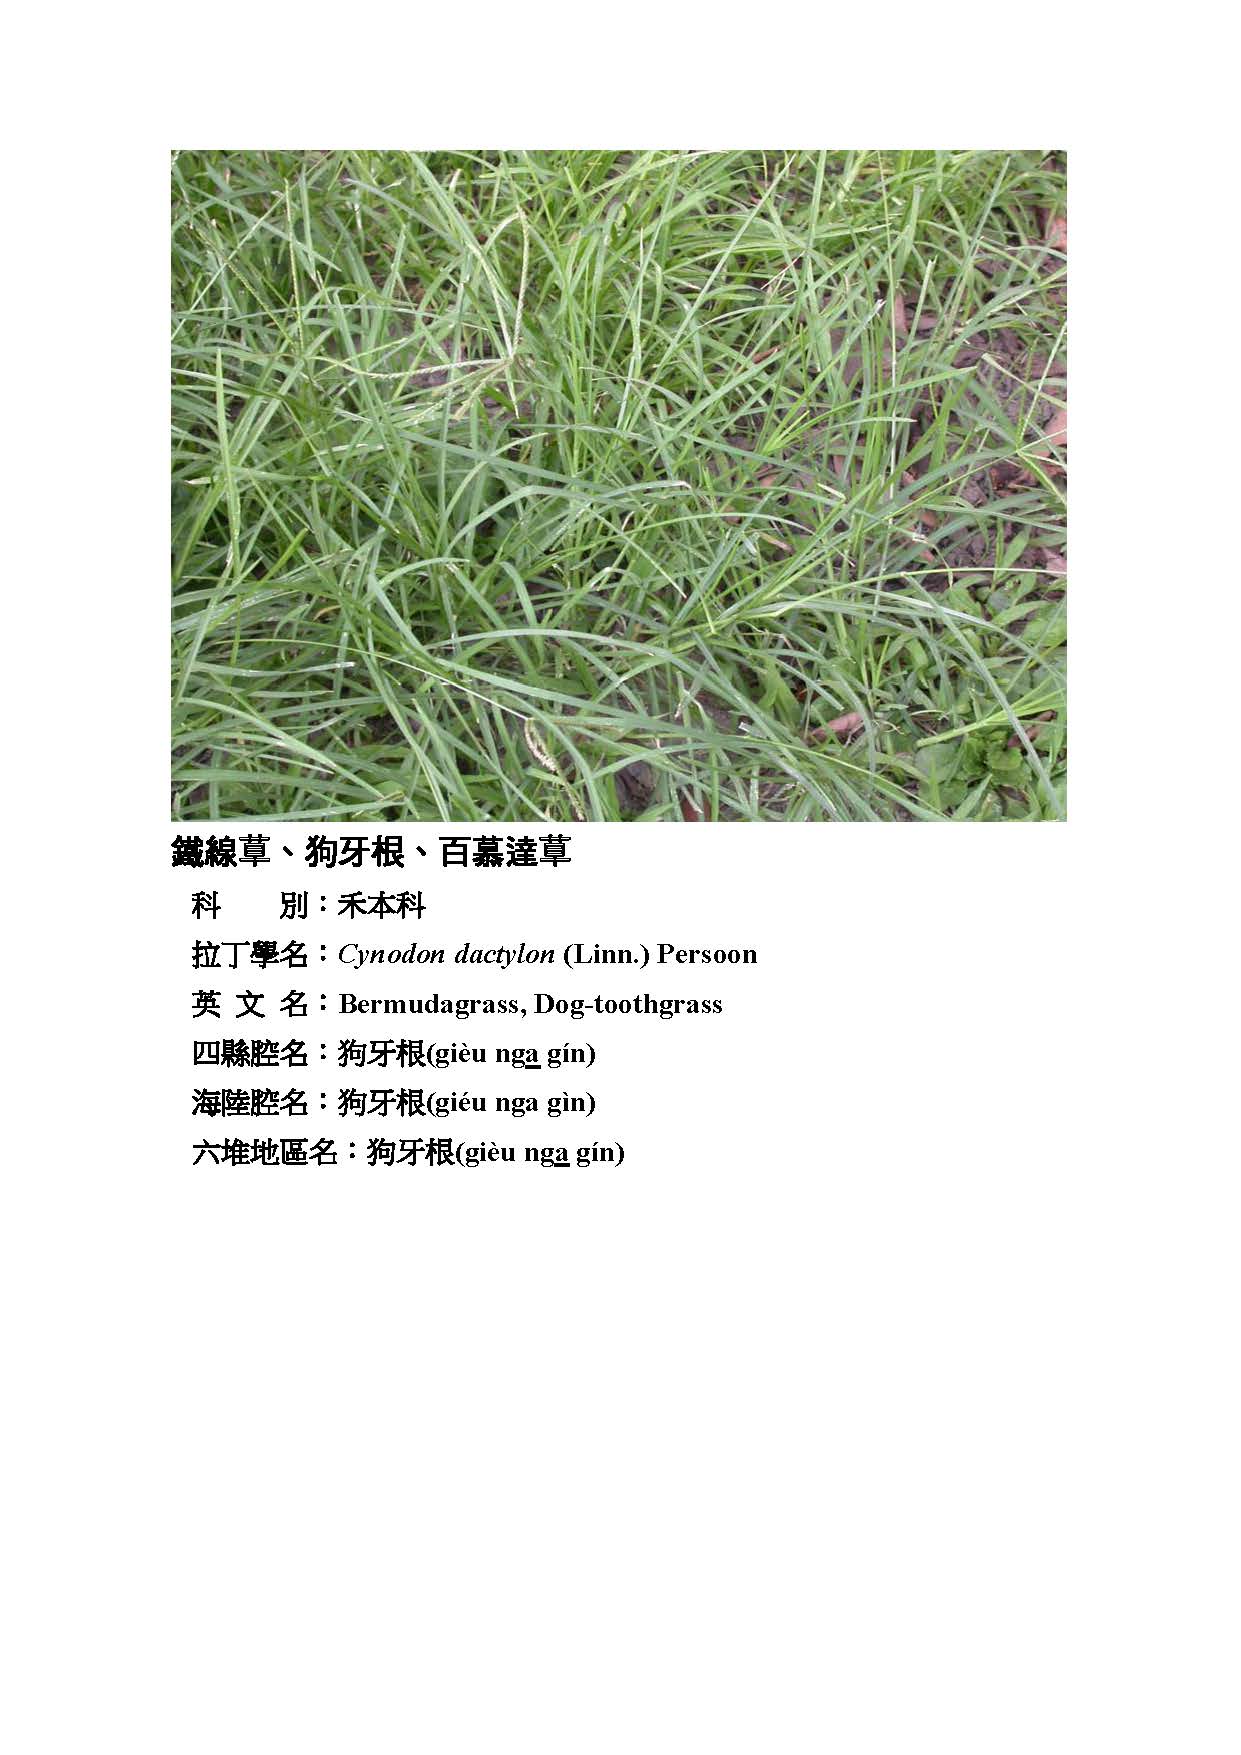 鐵線草、狗牙根、百慕達草
科　　別：禾本科
拉丁學名：Cynodon dactylon (Linn.) Persoon
英 文 名：Bermudagrass, Dog-toothgrass
四縣腔名：狗牙根(gièu nga gín)
海陸腔名：狗牙根(giéu nga gìn)
六堆地區名：狗牙根(gièu nga gín)